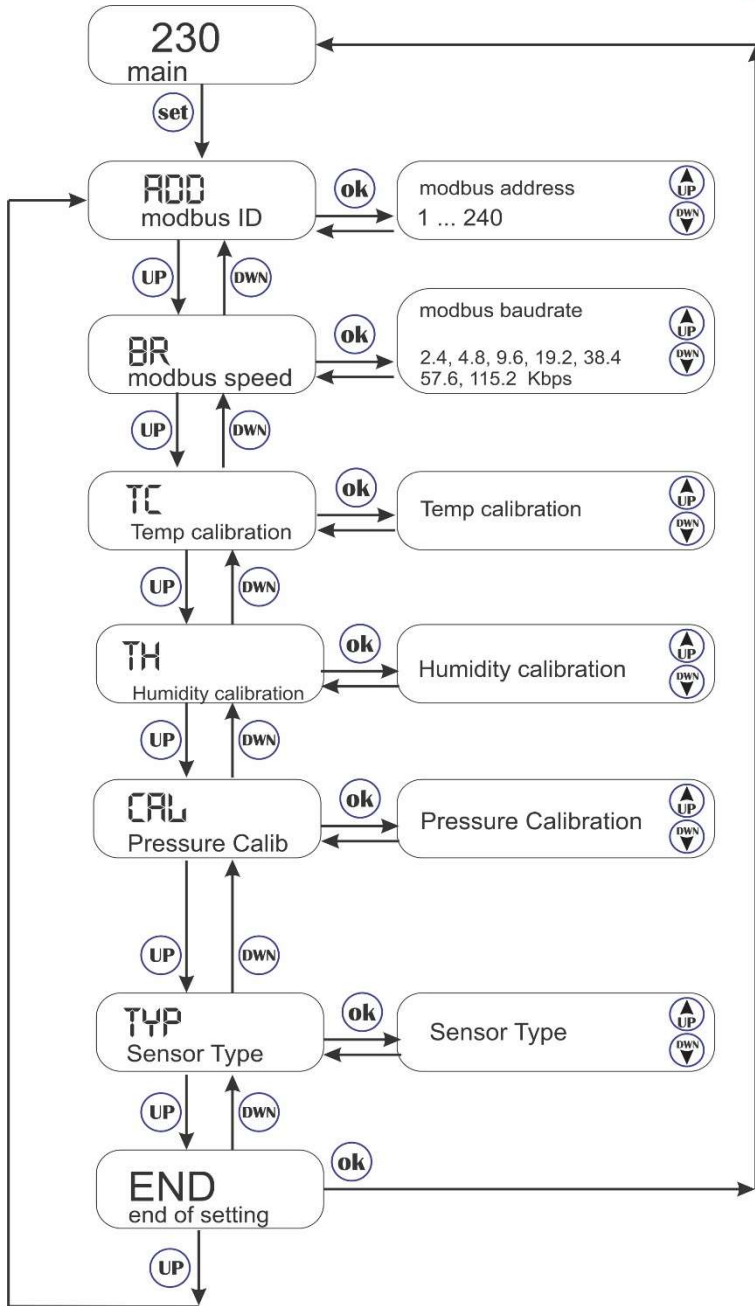 230
main
set
ADD
modbus ID
ok
modbus address
1 ... 240
UP
DWN
UP
DWN
BR
modbus speed
ok
modbus baudrate
2.4, 4.8, 9.6, 19.2, 38.4
57.6, 115.2 Kbps
UP
DWN
UP
DWN
TC
Temp calibration
ok
Temp calibration
UP
DWN
UP
DWN
TH
Humidity calibration
ok
Humidity calibration
UP
DWN
UP
DWN
CAL
Pressure Calib
ok
Pressure Calibration
UP
DWN
UP
DWN
TYP
Sensor Type
ok
Sensor Type
UP
DWN
UP
DWN
END
end of setting
ok
UP